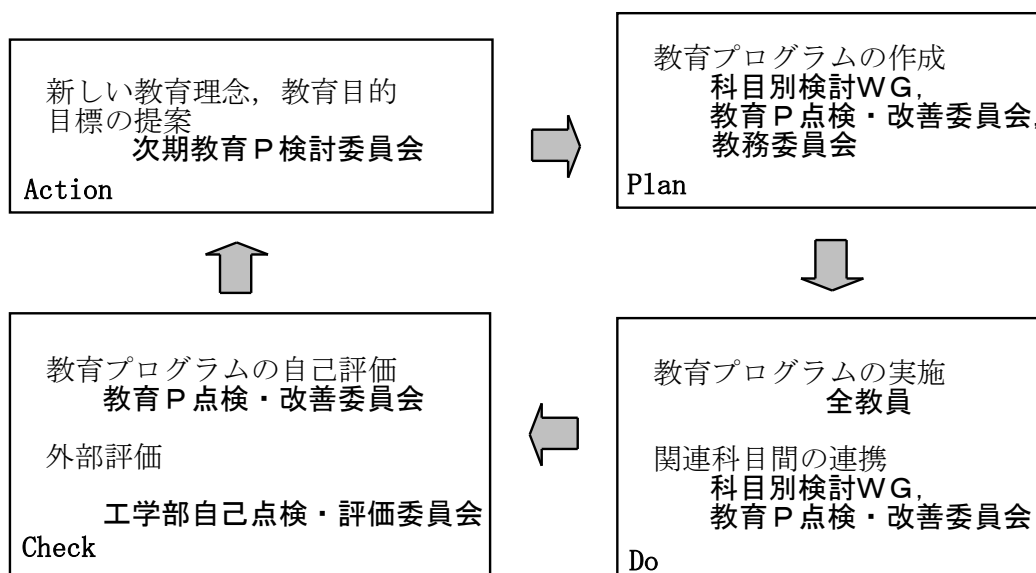 新しい教育理念，教育目的
目標の提案
次期教育Ｐ検討委員会
Action
教育プログラムの作成
科目別検討ＷＧ，
教育Ｐ点検・改善委員会，
教務委員会
Plan
教育プログラムの自己評価
教育Ｐ点検・改善委員会
外部評価
工学部自己点検・評価委員会
Check
教育プログラムの実施
全教員
関連科目間の連携
科目別検討ＷＧ，
教育Ｐ点検・改善委員会
Do